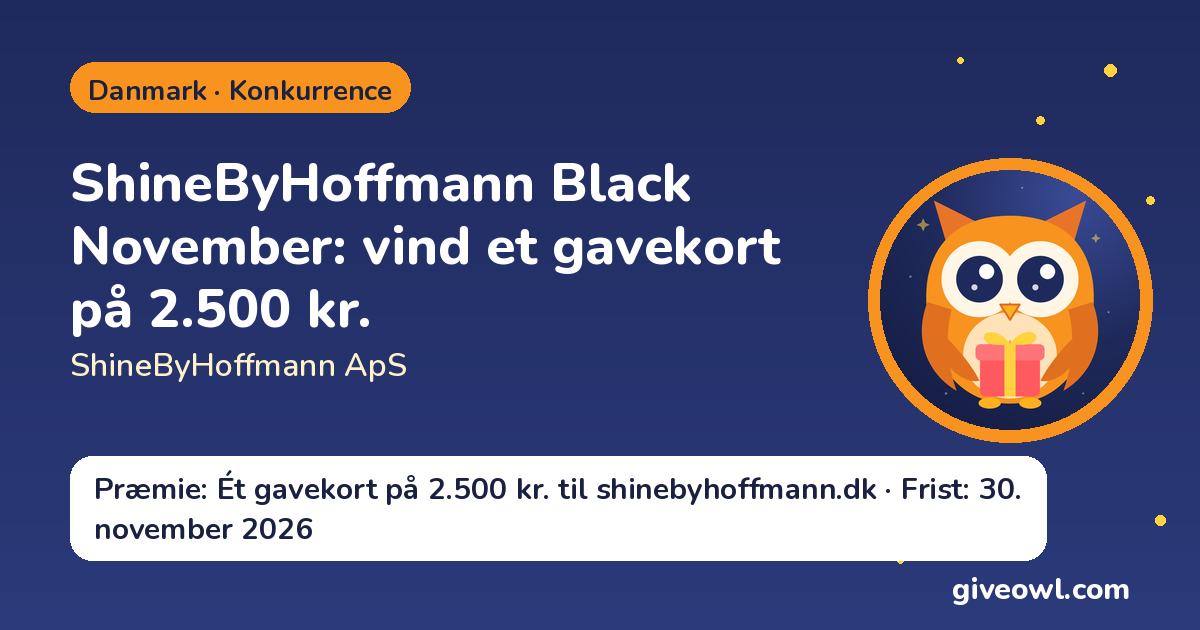 Danmark · Konkurrence
ShineByHoffmann Black
November: vind et gavekort
på 2.500 kr.
ShineByHoffmann ApS
Præmie: Ét gavekort på 2.500 kr. til shinebyhoffmann.dk · Frist: 30.
november 2026
giveowl.com